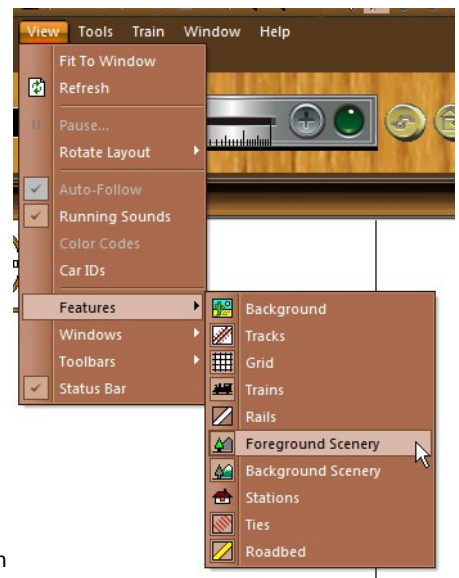 View Tools Train Window Help
Fit To Window
Refresh
Pause...
Rotate Layout
Auto-Follow
Running Sounds
Color Codes
Car IDs
Features
Windows
Toolbars
Status Bar
Background
Tracks
Grid
Trains
Rails
Foreground Scenery
Background Scenery
Stations
Ties
Roadbed